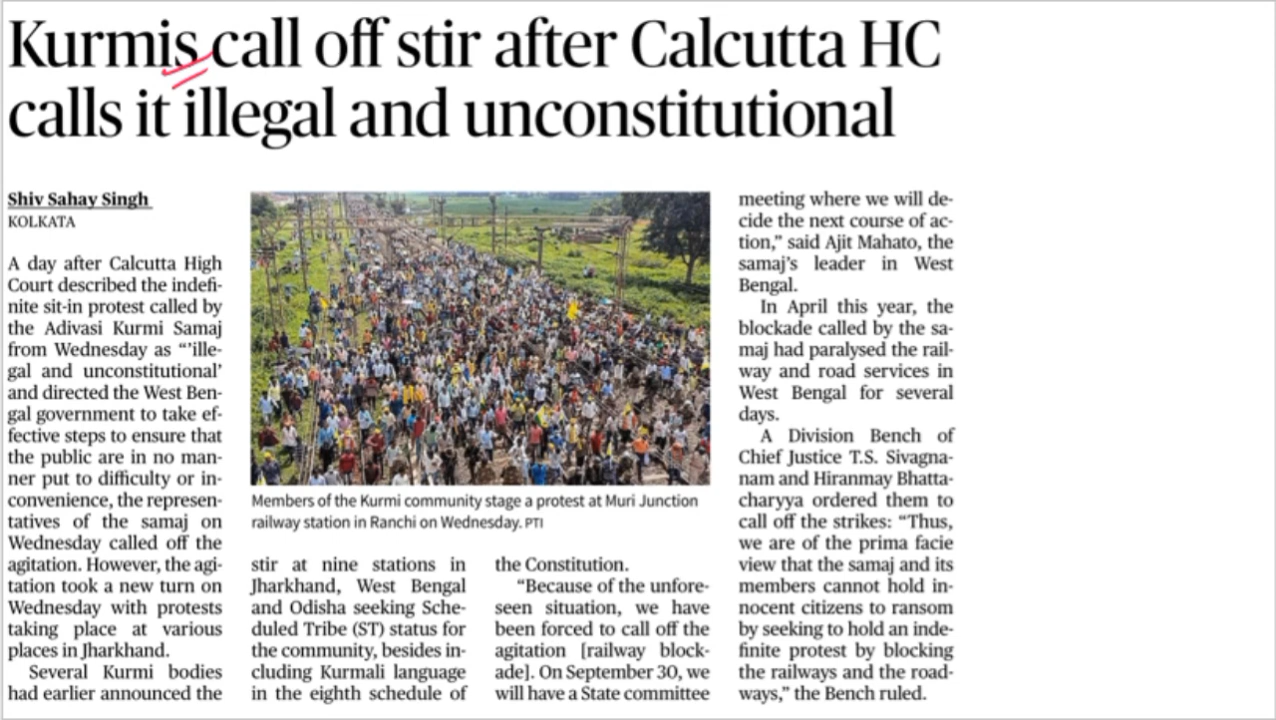 Kurmis call off stir after Calcutta HC
calls it illegal and unconstitutional
Shiv Sahay Singh
KOLKATA
A day after Calcutta High
Court described the indefi-
nite sit-in protest called by
the Adivasi Kurmi Samaj
from Wednesday as “‘ille-
gal and unconstitutional’
and directed the West Ben-
gal government to take ef-
fective steps to ensure that
the public are in no man-
ner put to difficulty or in-
convenience, the represen-
tatives of the samaj on
Wednesday called off the
agitation. However, the agi-
tation took a new turn on
Wednesday with protests
taking place at various
places in Jharkhand.
Several Kurmi bodies
had earlier announced the
Members of the Kurmi community stage a protest at Muri Junction
railway station in Ranchi on Wednesday. PTI
stir at nine stations in
Jharkhand, West Bengal
and Odisha seeking Sche-
duled Tribe (ST) status for
the community, besides in-
cluding Kurmali language
in the eighth schedule of
the Constitution.
“Because of the unfore-
seen situation, we have
been forced to call off the
agitation [railway block-
ade]. On September 30, we
will have a State committee
meeting where we will de-
cide the next course of ac-
tion,” said Ajit Mahato, the
samaj’s leader in West
Bengal.
In April this year, the
blockade called by the sa-
maj had paralysed the rail-
way and road services in
West Bengal for several
days.
A Division Bench of
Chief Justice T.S. Sivagna-
nam and Hiranmay Bhatta-
charyya ordered them to
call off the strikes: “Thus,
we are of the prima facie
view that the samaj and its
members cannot hold in-
nocent citizens to ransom
by seeking to hold an inde-
finite protest by blocking
the railways and the road-
ways,” the Bench ruled.